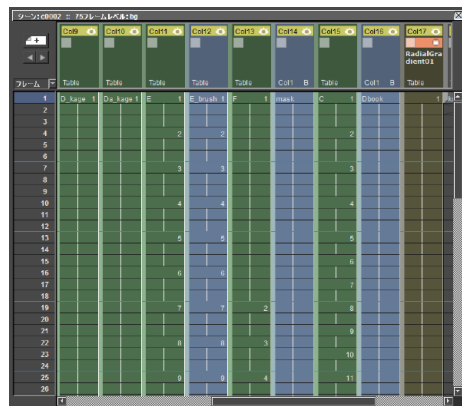 シーン:c0002 :: 757レームレベル:bg
Col9 Col10 Col11 Col12 Col13 Col14 Col15 Col16 Col17
RadialGradient01
フレーム Table Table Table Table Table Col1 B Table Col1 B Table
1 D_kage 1 Da_kage 1 E 1 E_brush 1 F 1 mask C 1 Dbook 1
2
3
4 2 2 2
5
6
7 3 3 3
8
9
10 4 4 4
11
12
13 5 5 5
14
15 6
16 6 6
17 7
18
19 7 7 2 8
20
21 9
22 8 8 3
23 10
24
25 9 9 4 11
26